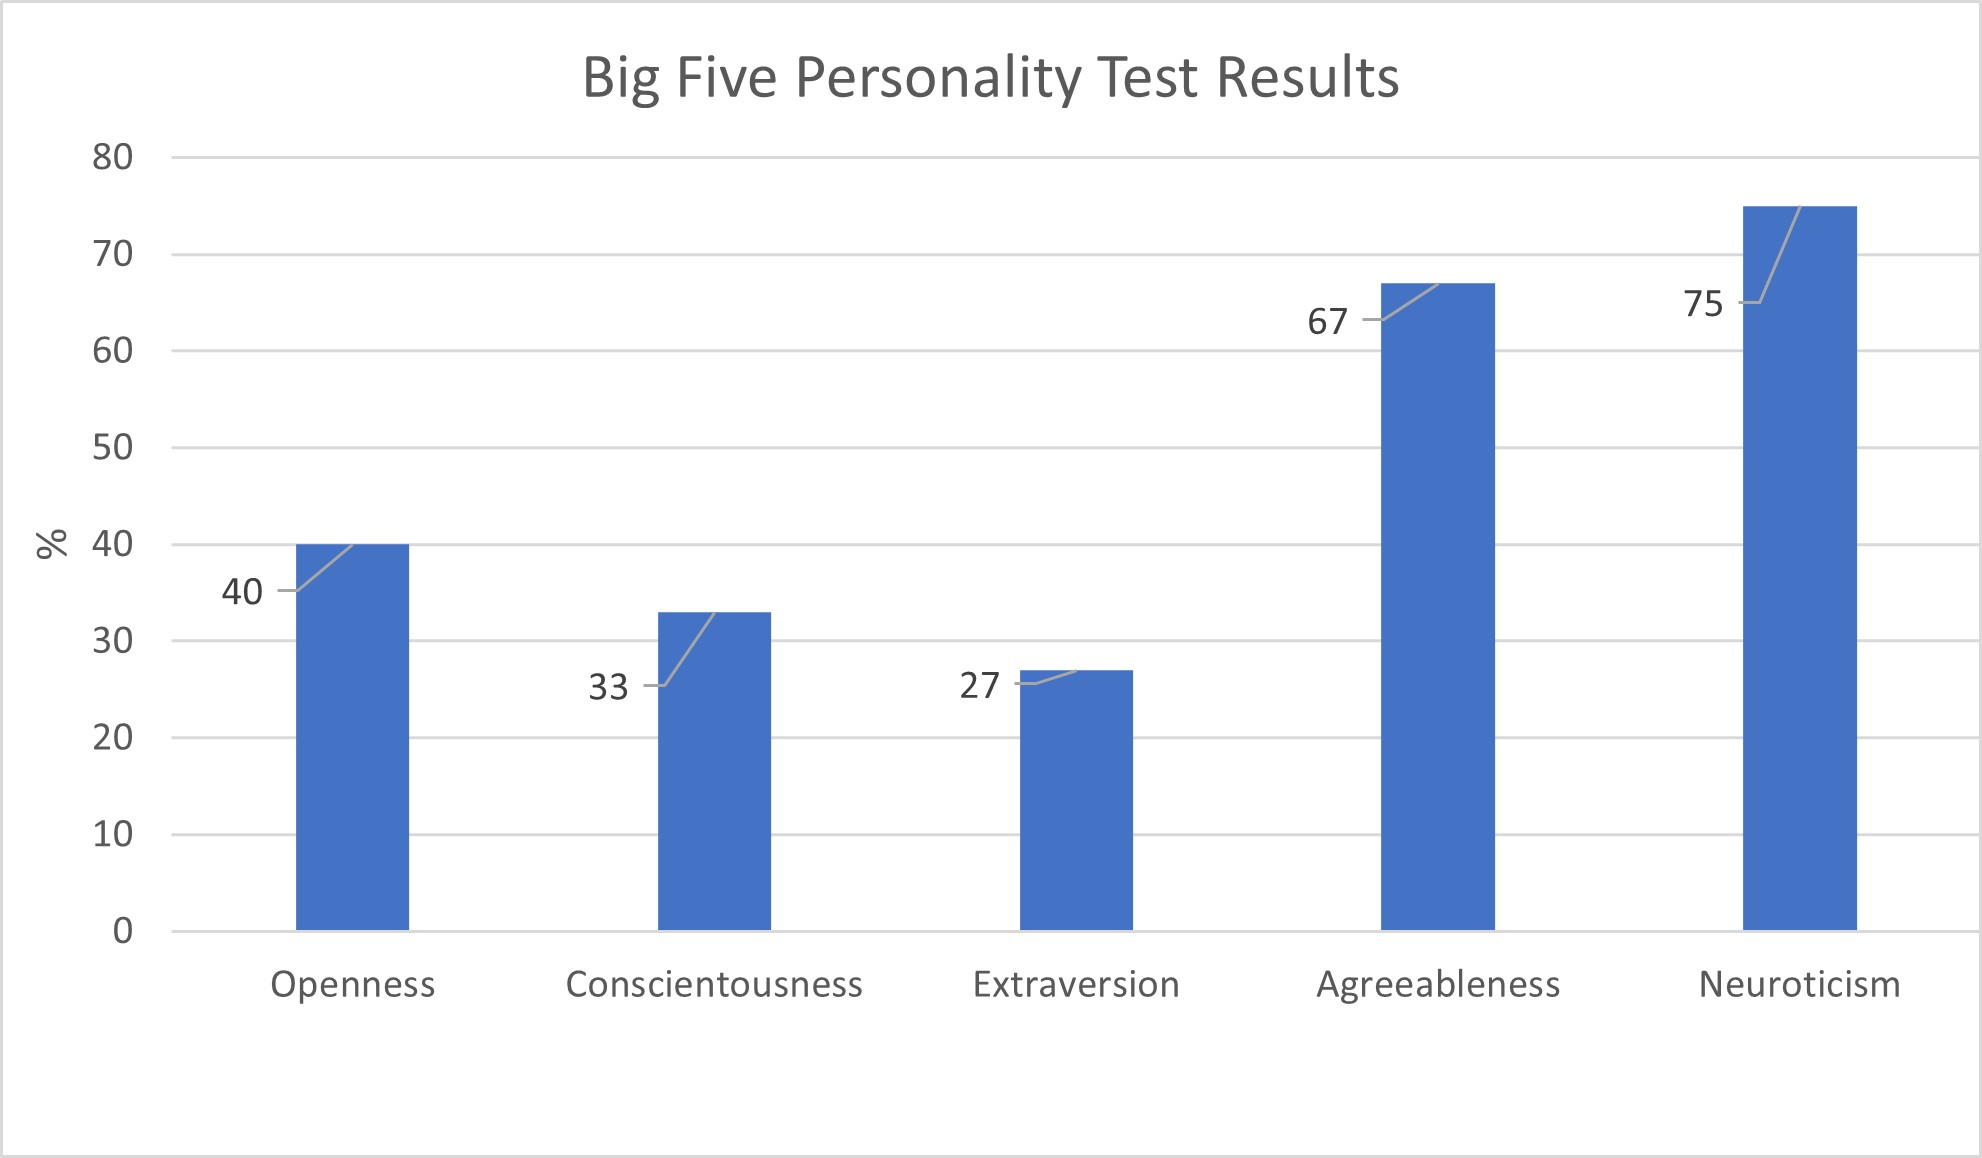 Big Five Personality Test Results
80
70
60
50
40
30
20
10
0
%
40
33
27
67
75
Openness
Conscientousness
Extraversion
Agreeableness
Neuroticism